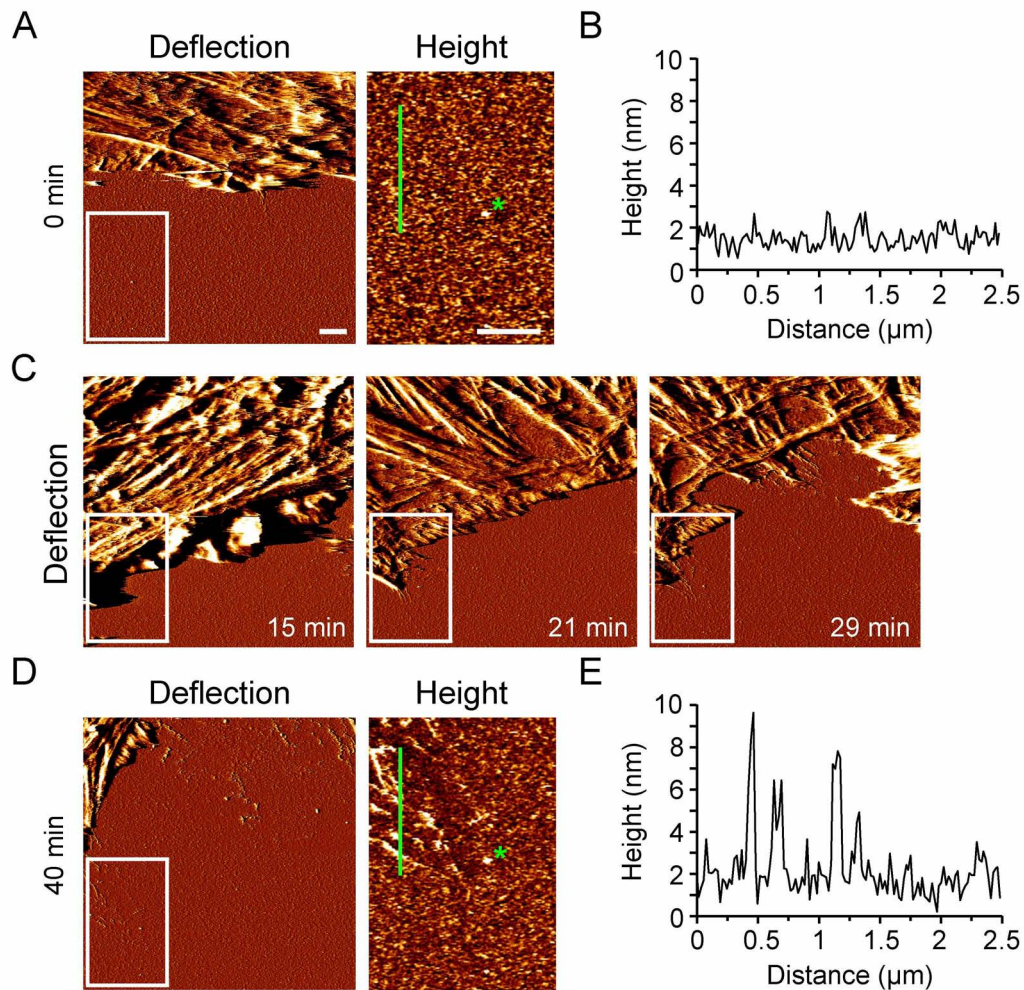 A
Deflection
Height
0 min
*
B
Height (nm)
10
8
6
4
2
0
0 0.5 1 1.5 2 2.5
Distance (µm)
C
Deflection
15 min
21 min
29 min
D
Deflection
Height
40 min
*
E
Height (nm)
10
8
6
4
2
0
0 0.5 1 1.5 2 2.5
Distance (µm)